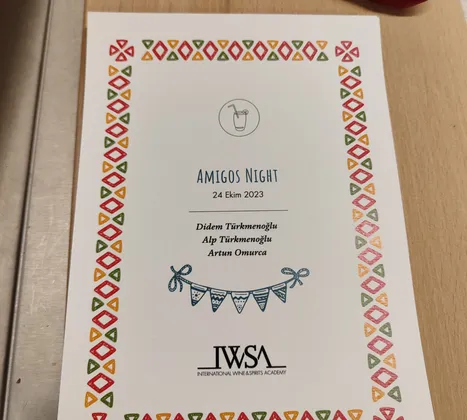 AMIGOS NIGHT
24 Ekim 2023
Didem Türkmenoğlu
Alp Türkmenoğlu
Artun Omurca
IWSA
INTERNATIONAL WINE&SPIRITS ACADEMY